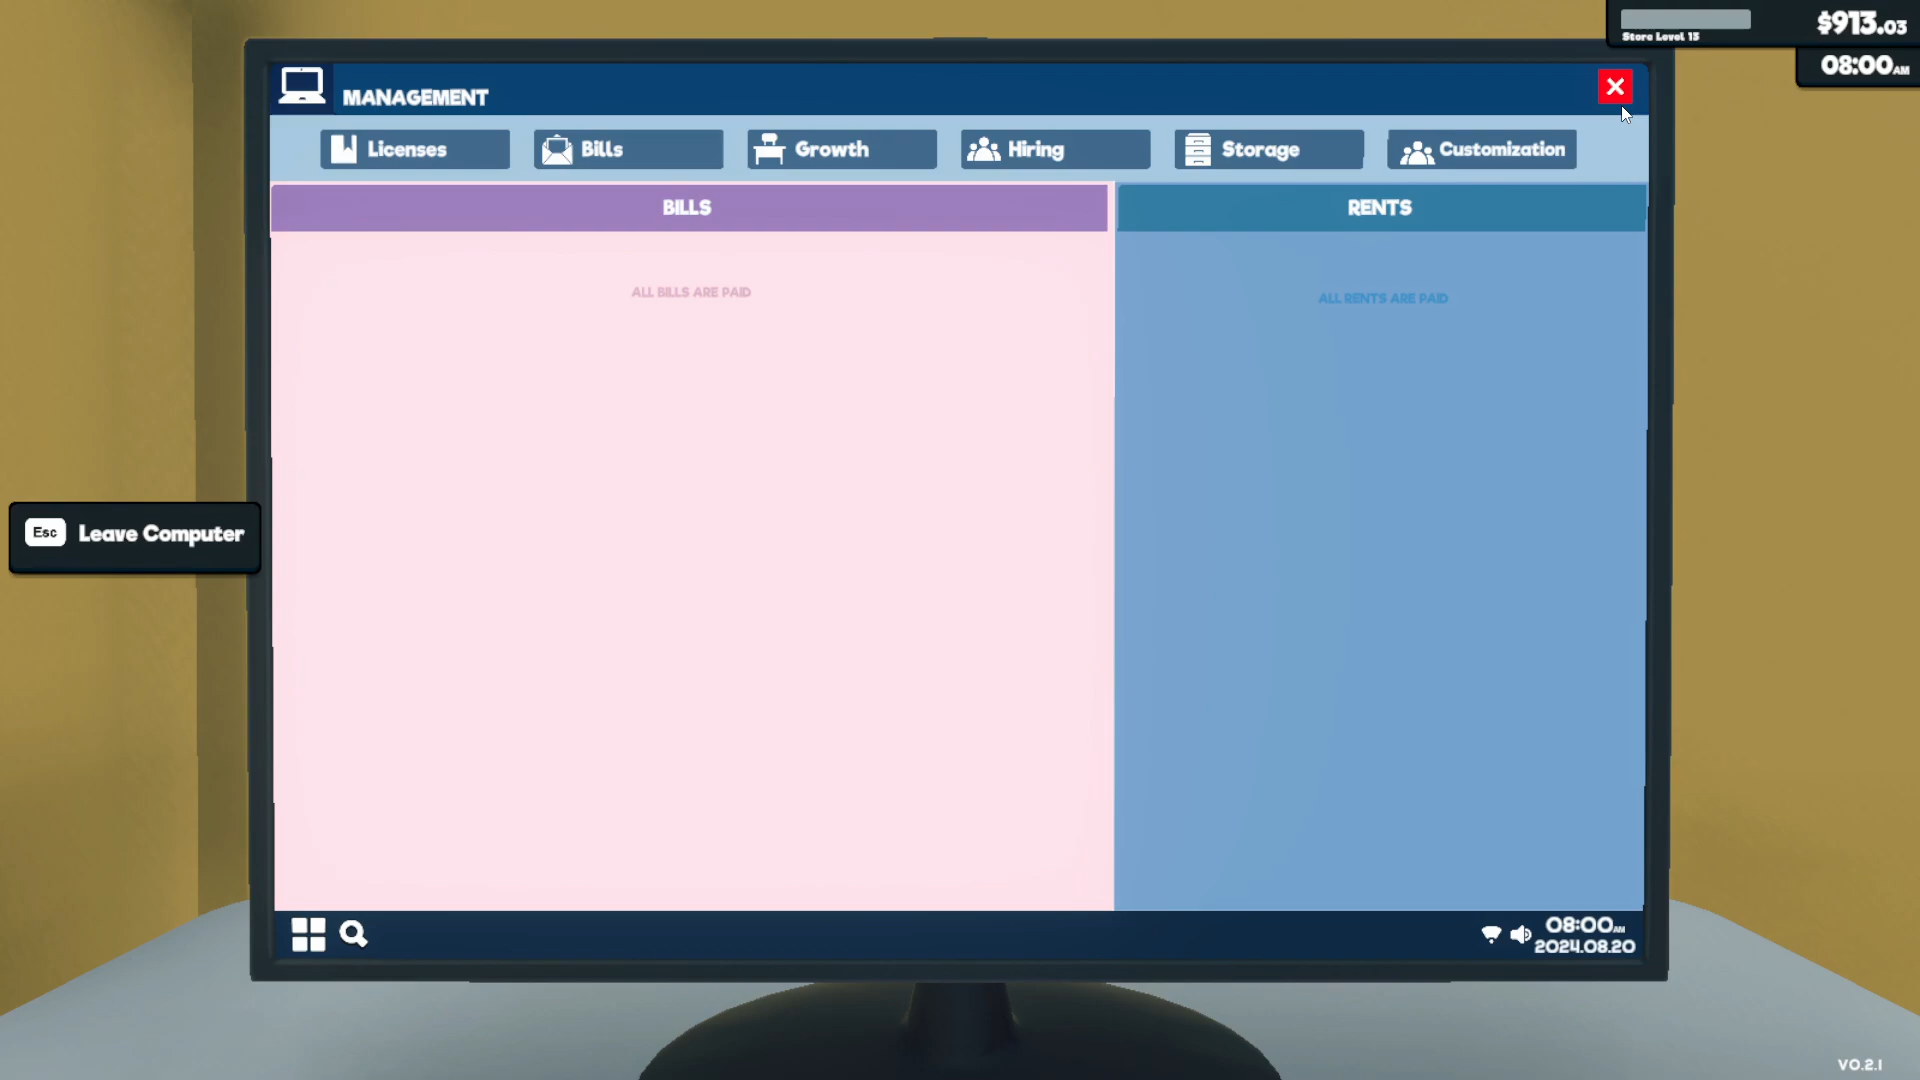 $913.03
Store Level 15
08:00AM
MANAGEMENT
Licenses
Bills
Growth
Hiring
Storage
Customization
BILLS
RENTS
ALL BILLS ARE PAID
ALL RENTS ARE PAID
Esc Leave Computer
08:00AM
2024.08.20
V0.2.1